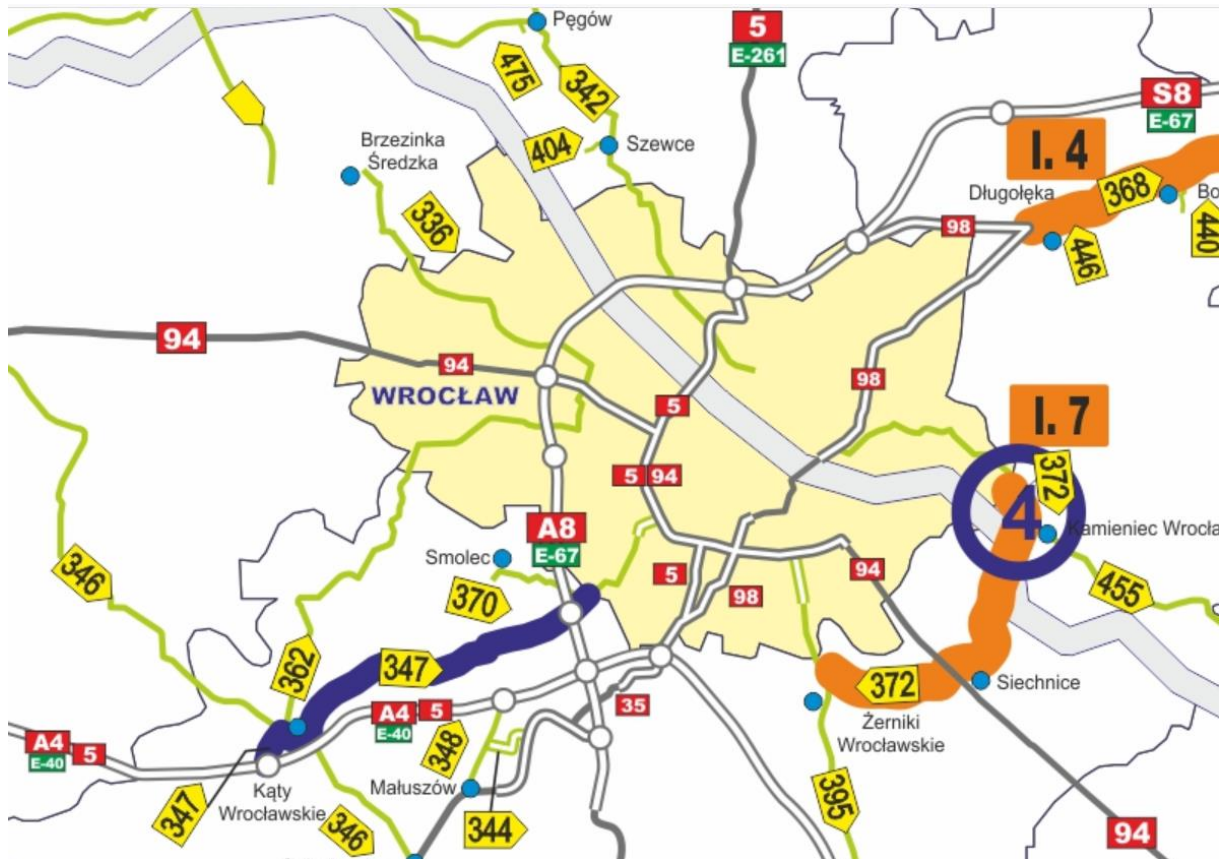 Pęgów
5
E-261
475
342
S8
E-67
Brzezinka
Średzka
404
Szewce
I. 4
Długołęka
368
Bo
336
98
446
440
94
94
WROCŁAW
98
5
I. 7
5 94
372
4
A8
E-67
Kamieniec Wrocła
Smolec
346
370
5
98
94
455
362
347
372
Siechnice
A4 5
E-40
35
Żerniki
Wrocławskie
A4 5
E-40
348
Kąty
Wrocławskie
Małuszów
347
346
344
395
94